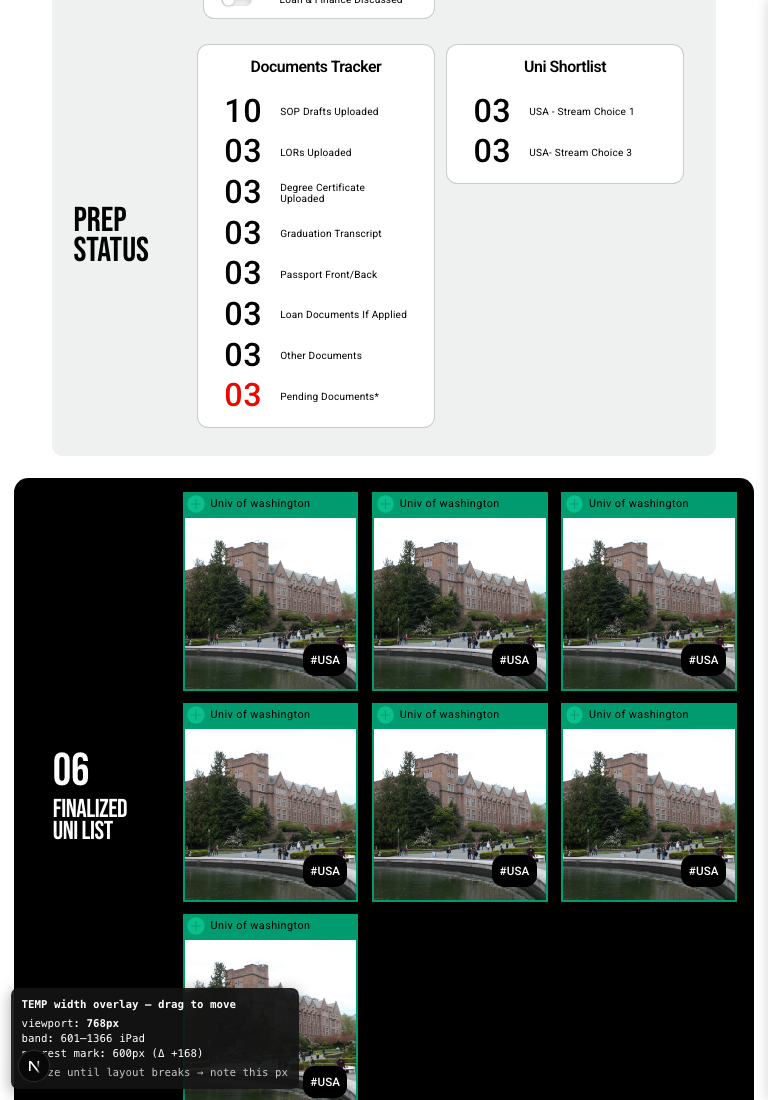 Loan & Finance Discussed
Documents Tracker
10 SOP Drafts Uploaded
03 LORs Uploaded
03 Degree Certificate
Uploaded
03 Graduation Transcript
03 Passport Front/Back
03 Loan Documents If Applied
03 Other Documents
03 Pending Documents*
Uni Shortlist
03 USA - Stream Choice 1
03 USA- Stream Choice 3
PREP
STATUS
06
FINALIZED
UNI LIST
Univ of washington
#USA
Univ of washington
#USA
Univ of washington
#USA
Univ of washington
#USA
Univ of washington
#USA
Univ of washington
#USA
Univ of washington
#USA
TEMP width overlay — drag to move
viewport: 768px
band: 601–1366 iPad
mark: 600px (Δ +168)
until layout breaks → note this px
N